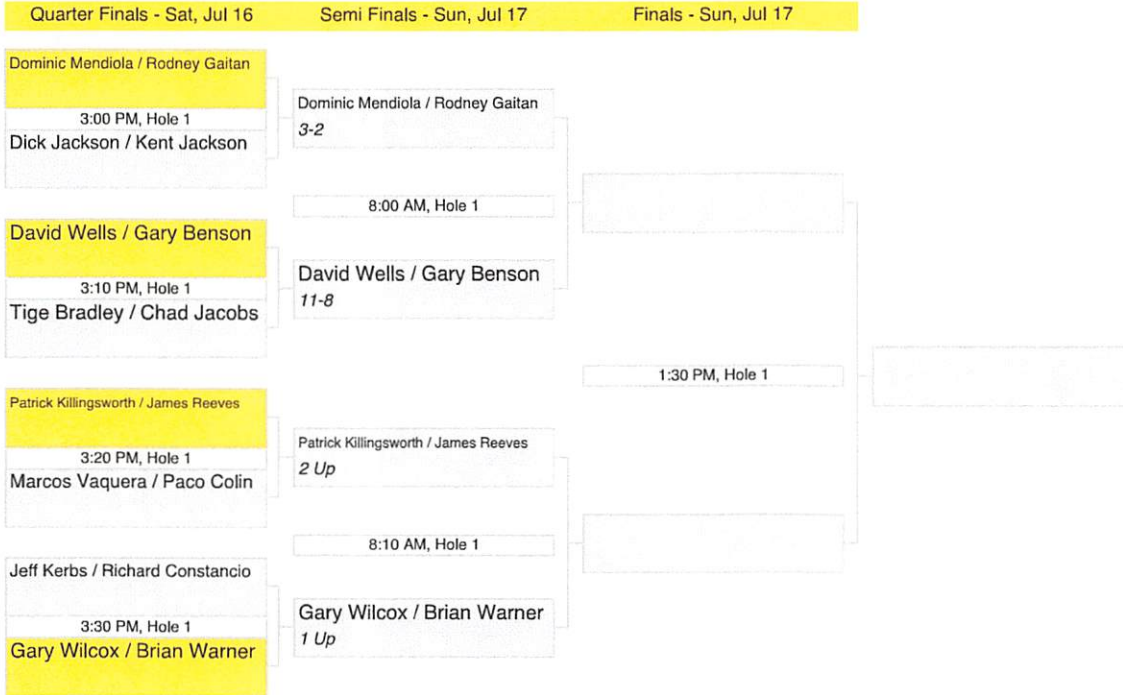 Quarter Finals - Sat, Jul 16
Semi Finals - Sun, Jul 17
Finals - Sun, Jul 17
Dominic Mendiola / Rodney Gaitan
3:00 PM, Hole 1
Dick Jackson / Kent Jackson
David Wells / Gary Benson
3:10 PM, Hole 1
Tige Bradley / Chad Jacobs
Patrick Killingsworth / James Reeves
3:20 PM, Hole 1
Marcos Vaquera / Paco Colin
Jeff Kerbs / Richard Constancio
3:30 PM, Hole 1
Gary Wilcox / Brian Warner
Dominic Mendiola / Rodney Gaitan
3-2
8:00 AM, Hole 1
David Wells / Gary Benson
11-8
Patrick Killingsworth / James Reeves
2 Up
8:10 AM, Hole 1
Gary Wilcox / Brian Warner
1 Up
1:30 PM, Hole 1